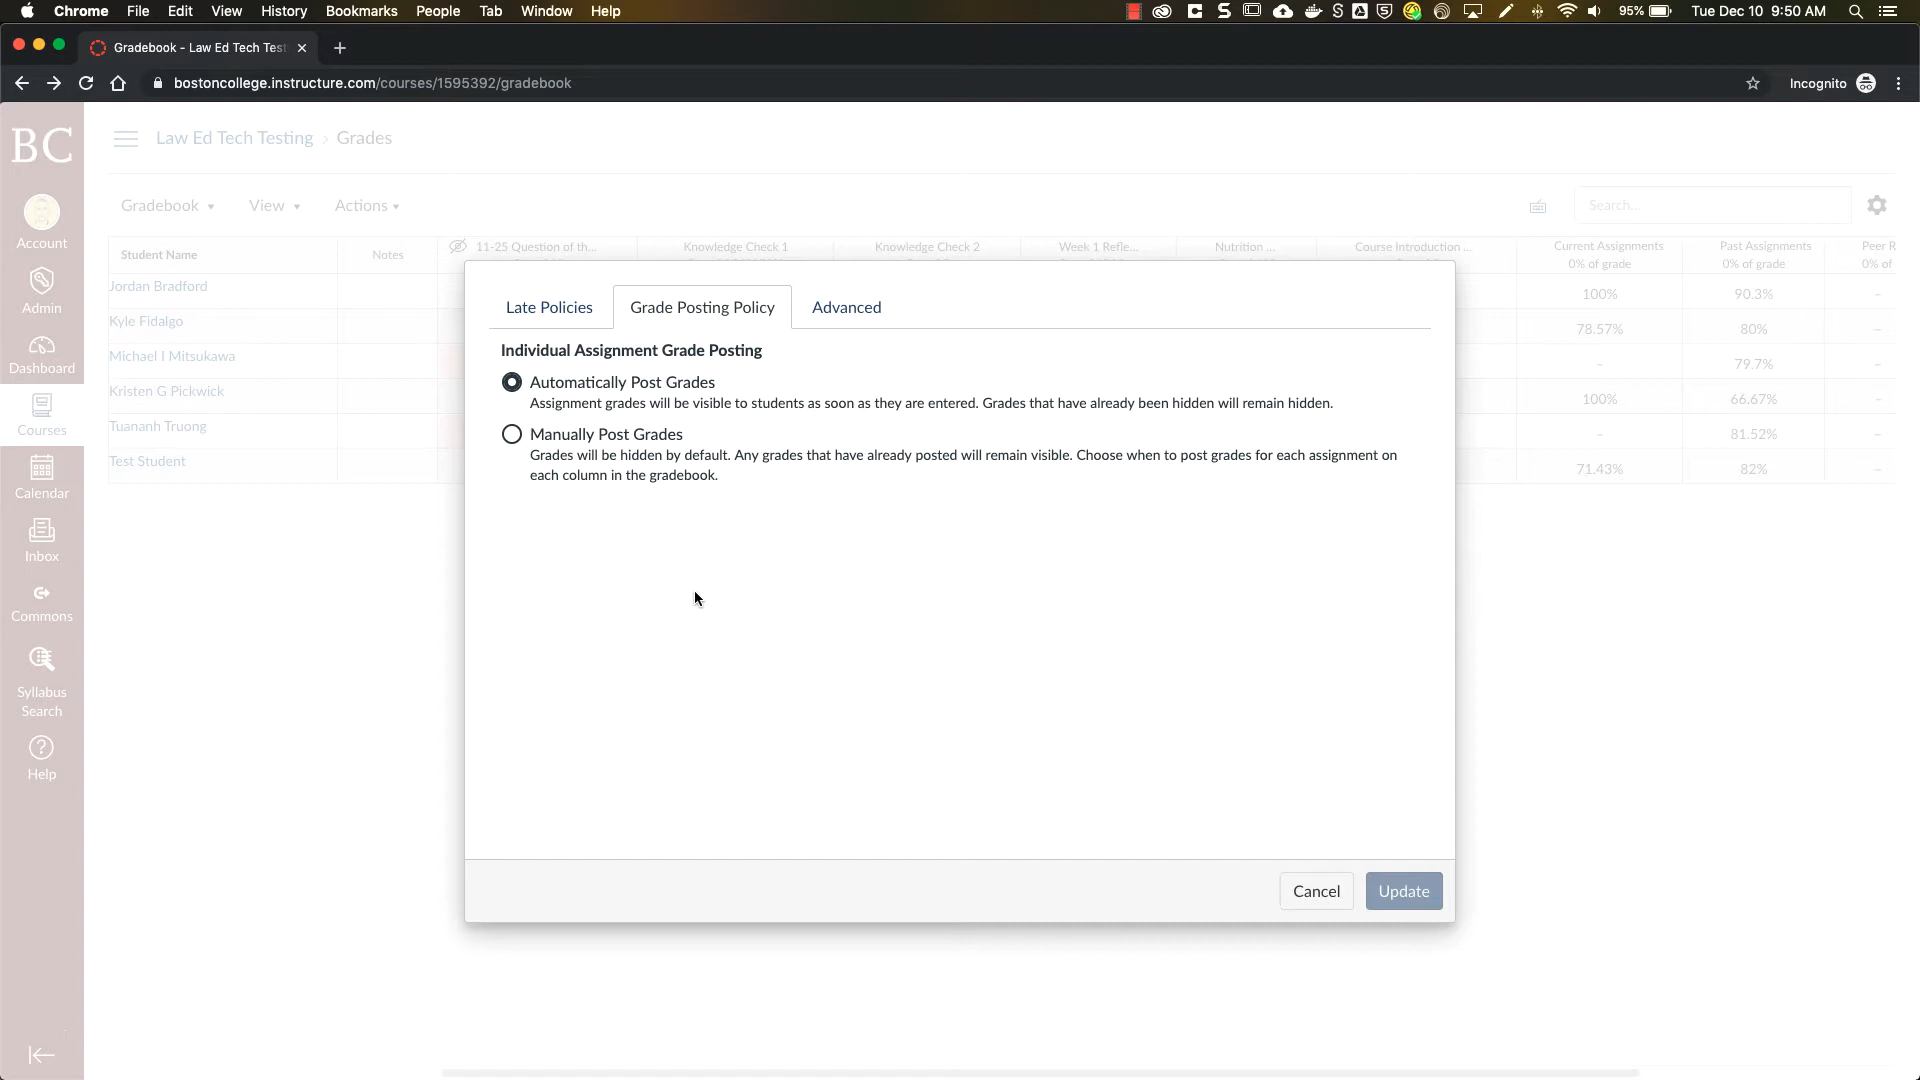 Chrome File Edit View History Bookmarks People Tab Window Help 95% Tue Dec 10 9:50 AM
Gradebook - Law Ed Tech Test
bostoncollege.instructure.com/courses/1595392/gradebook Incognito
BC
Law Ed Tech Testing › Grades
Gradebook View Actions Search...
Student Name Notes 11-25 Question of th... Knowledge Check 1 Knowledge Check 2 Week 1 Refle... Nutrition ... Course Introduction ... Current Assignments Past Assignments Peer R
0% of grade 0% of grade 0% of
Jordan Bradford 100% 90.3% –
Kyle Fidalgo 78.57% 80% –
Michael I Mitsukawa – 79.7% –
Kristen G Pickwick 100% 66.67% –
Tuananh Truong – 81.52% –
Test Student 71.43% 82% –
Account
Admin
Dashboard
Courses
Calendar
Inbox
Commons
Syllabus
Search
Help
Late Policies Grade Posting Policy Advanced
Individual Assignment Grade Posting
Automatically Post Grades
Assignment grades will be visible to students as soon as they are entered. Grades that have already been hidden will remain hidden.
Manually Post Grades
Grades will be hidden by default. Any grades that have already posted will remain visible. Choose when to post grades for each assignment on
each column in the gradebook.
Cancel Update